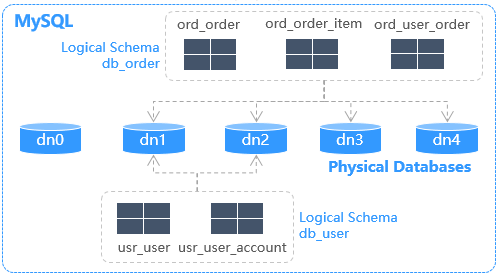 MySQL
ord_order
ord_order_item
ord_user_order
Logical Schema
db_order
dn0
dn1
dn2
dn3
dn4
Physical Databases
Logical Schema
db_user
usr_user
usr_user_account